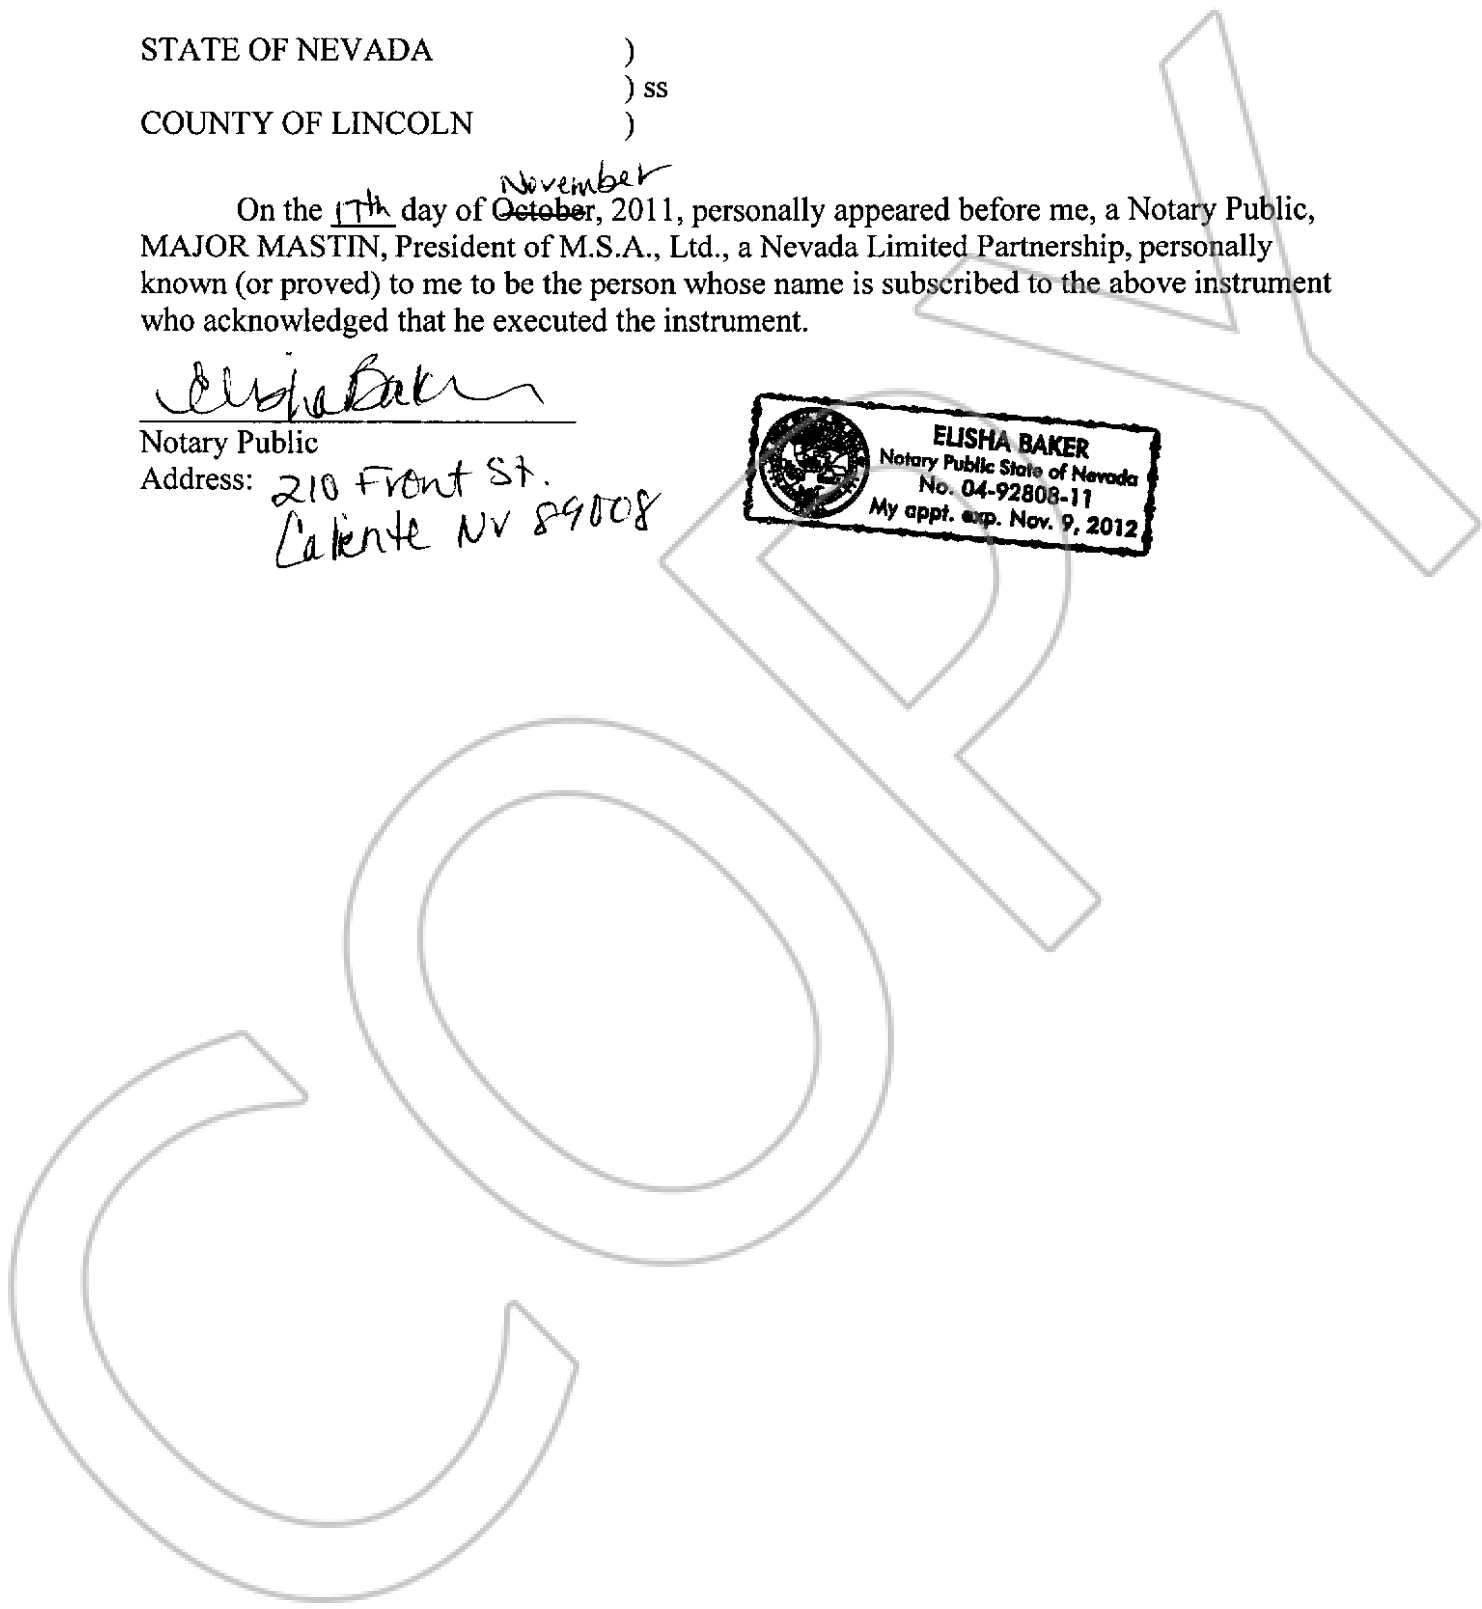 STATE OF NEVADA )
) ss
COUNTY OF LINCOLN )
November
On the 17th day of October, 2011, personally appeared before me, a Notary Public,
MAJOR MASTIN, President of M.S.A., Ltd., a Nevada Limited Partnership, personally
known (or proved) to me to be the person whose name is subscribed to the above instrument
who acknowledged that he executed the instrument.
Elisha Baker
Notary Public
Address: 210 Front St.
Caliente NV 89008
ELISHA BAKER
Notary Public State of Nevada
No. 04-92808-11
My appt. exp. Nov. 9, 2012
COPY